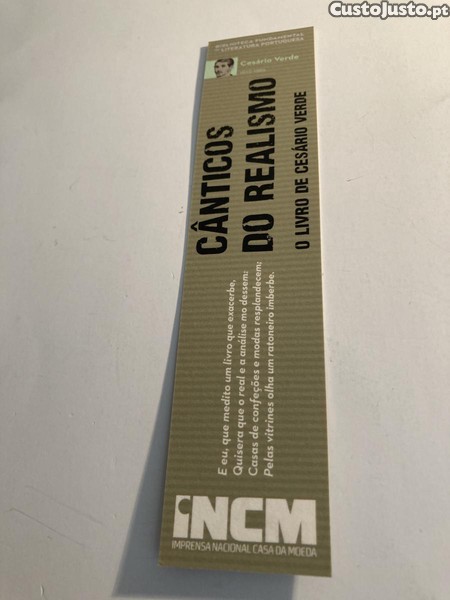 CustoJusto.pt
BIBLIOTECA FUNDAMENTAL
DA LITERATURA PORTUGUESA
Cesário Verde
CÂNTICOS
DO REALISMO
O LIVRO DE CESÁRIO VERDE
E eu, que medito um livro que exacerbe,
Quisera que o real e a análise mo dessem;
Casas de confeções e modas resplandecem;
Pelas vitrines olha um ratoneiro imberbe.
INCM
IMPRENSA NACIONAL CASA DA MOEDA